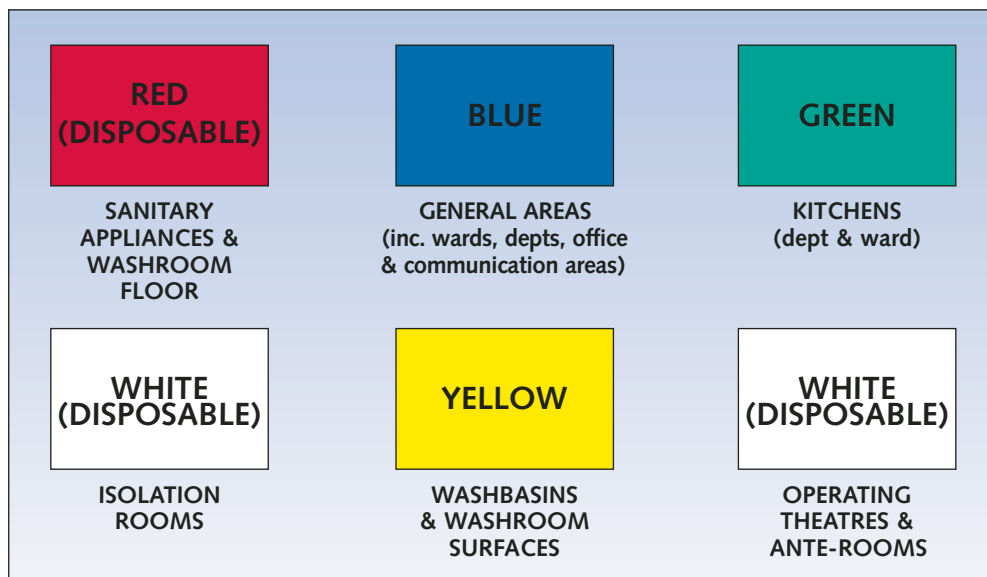 RED
(DISPOSABLE)
SANITARY
APPLIANCES &
WASHROOM
FLOOR
BLUE
GENERAL AREAS
(inc. wards, depts, office
& communication areas)
GREEN
KITCHENS
(dept & ward)
WHITE
(DISPOSABLE)
ISOLATION
ROOMS
YELLOW
WASHBASINS
& WASHROOM
SURFACES
WHITE
(DISPOSABLE)
OPERATING
THEATRES &
ANTE-ROOMS